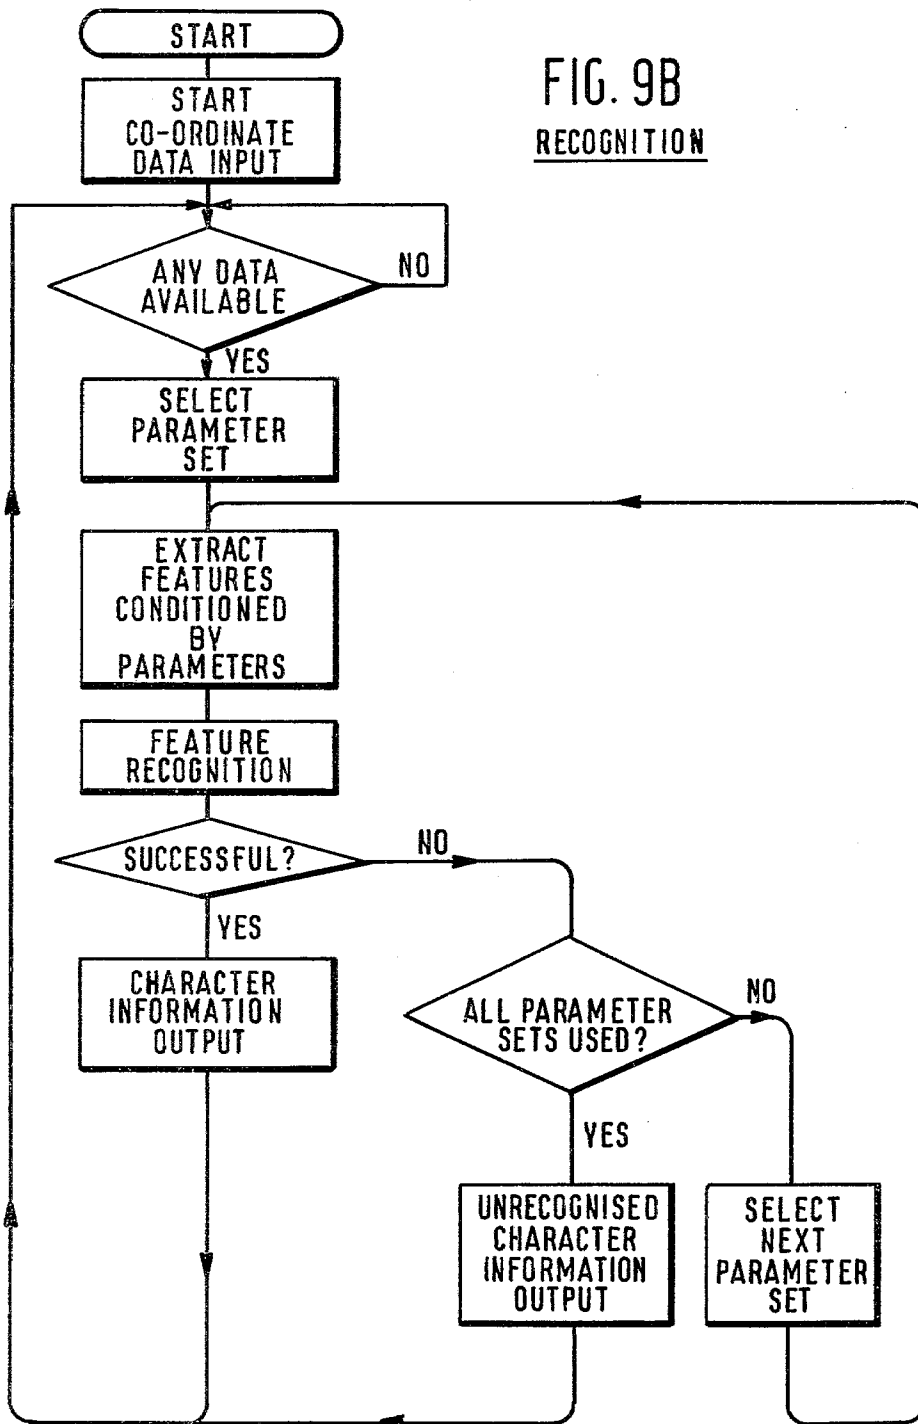 START
FIG. 9B
RECOGNITION
START
CO-ORDINATE
DATA INPUT
ANY DATA
AVAILABLE
NO
YES
SELECT
PARAMETER
SET
EXTRACT
FEATURES
CONDITIONED
BY
PARAMETERS
FEATURE
RECOGNITION
SUCCESSFUL?
NO
YES
CHARACTER
INFORMATION
OUTPUT
ALL PARAMETER
SETS USED?
NO
YES
UNRECOGNISED
CHARACTER
INFORMATION
OUTPUT
SELECT
NEXT
PARAMETER
SET